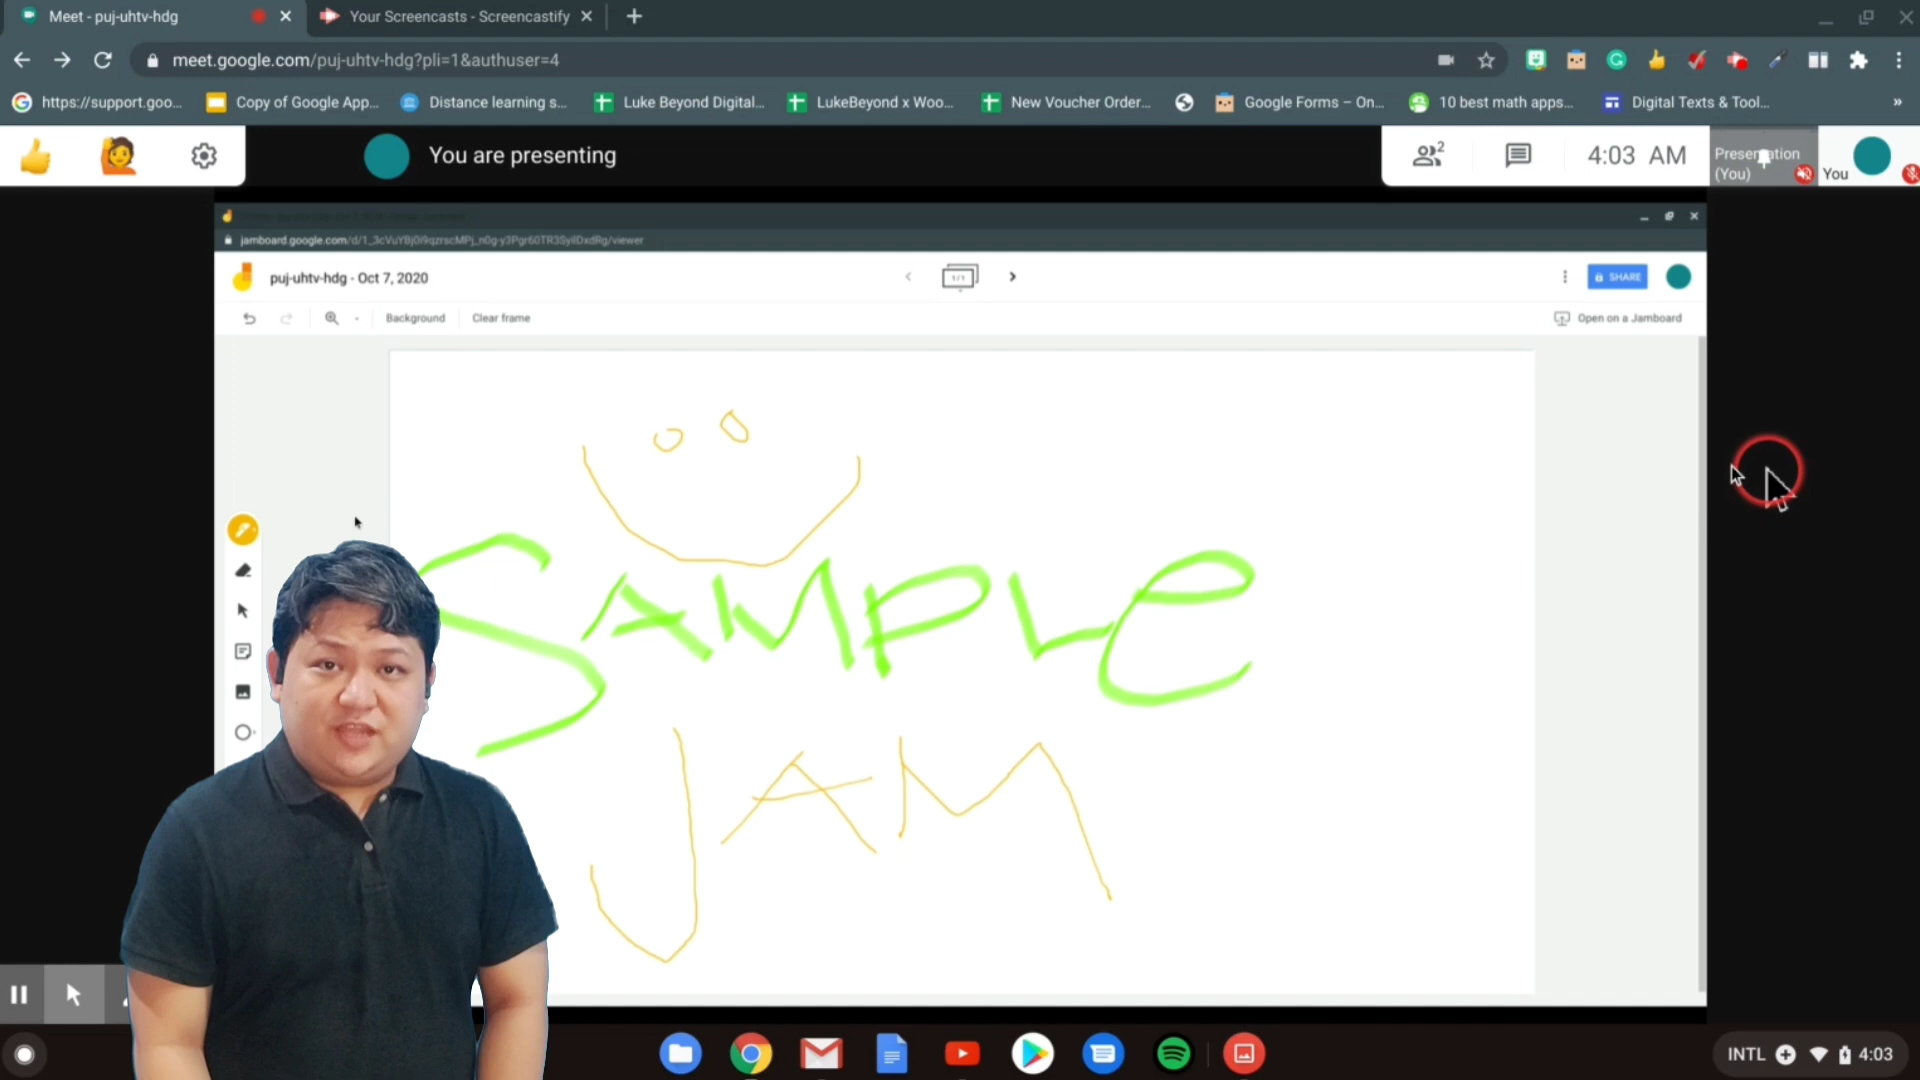 Meet - puj-uhtv-hdg
Your Screencasts - Screencastify
meet.google.com/puj-uhtv-hdg?pli=1&authuser=4
https://support.goo...
Copy of Google App...
Distance learning s...
Luke Beyond Digital...
LukeBeyond x Woo...
New Voucher Order...
Google Forms – On...
10 best math apps...
Digital Texts & Tool...
»
You are presenting
2
4:03 AM
Presentation
(You)
You
puj-uhtv-hdg - Oct 7, 2020
1/1
SHARE
Background
Clear frame
Open on a Jamboard
SAMPLE
JAM
INTL
4:03